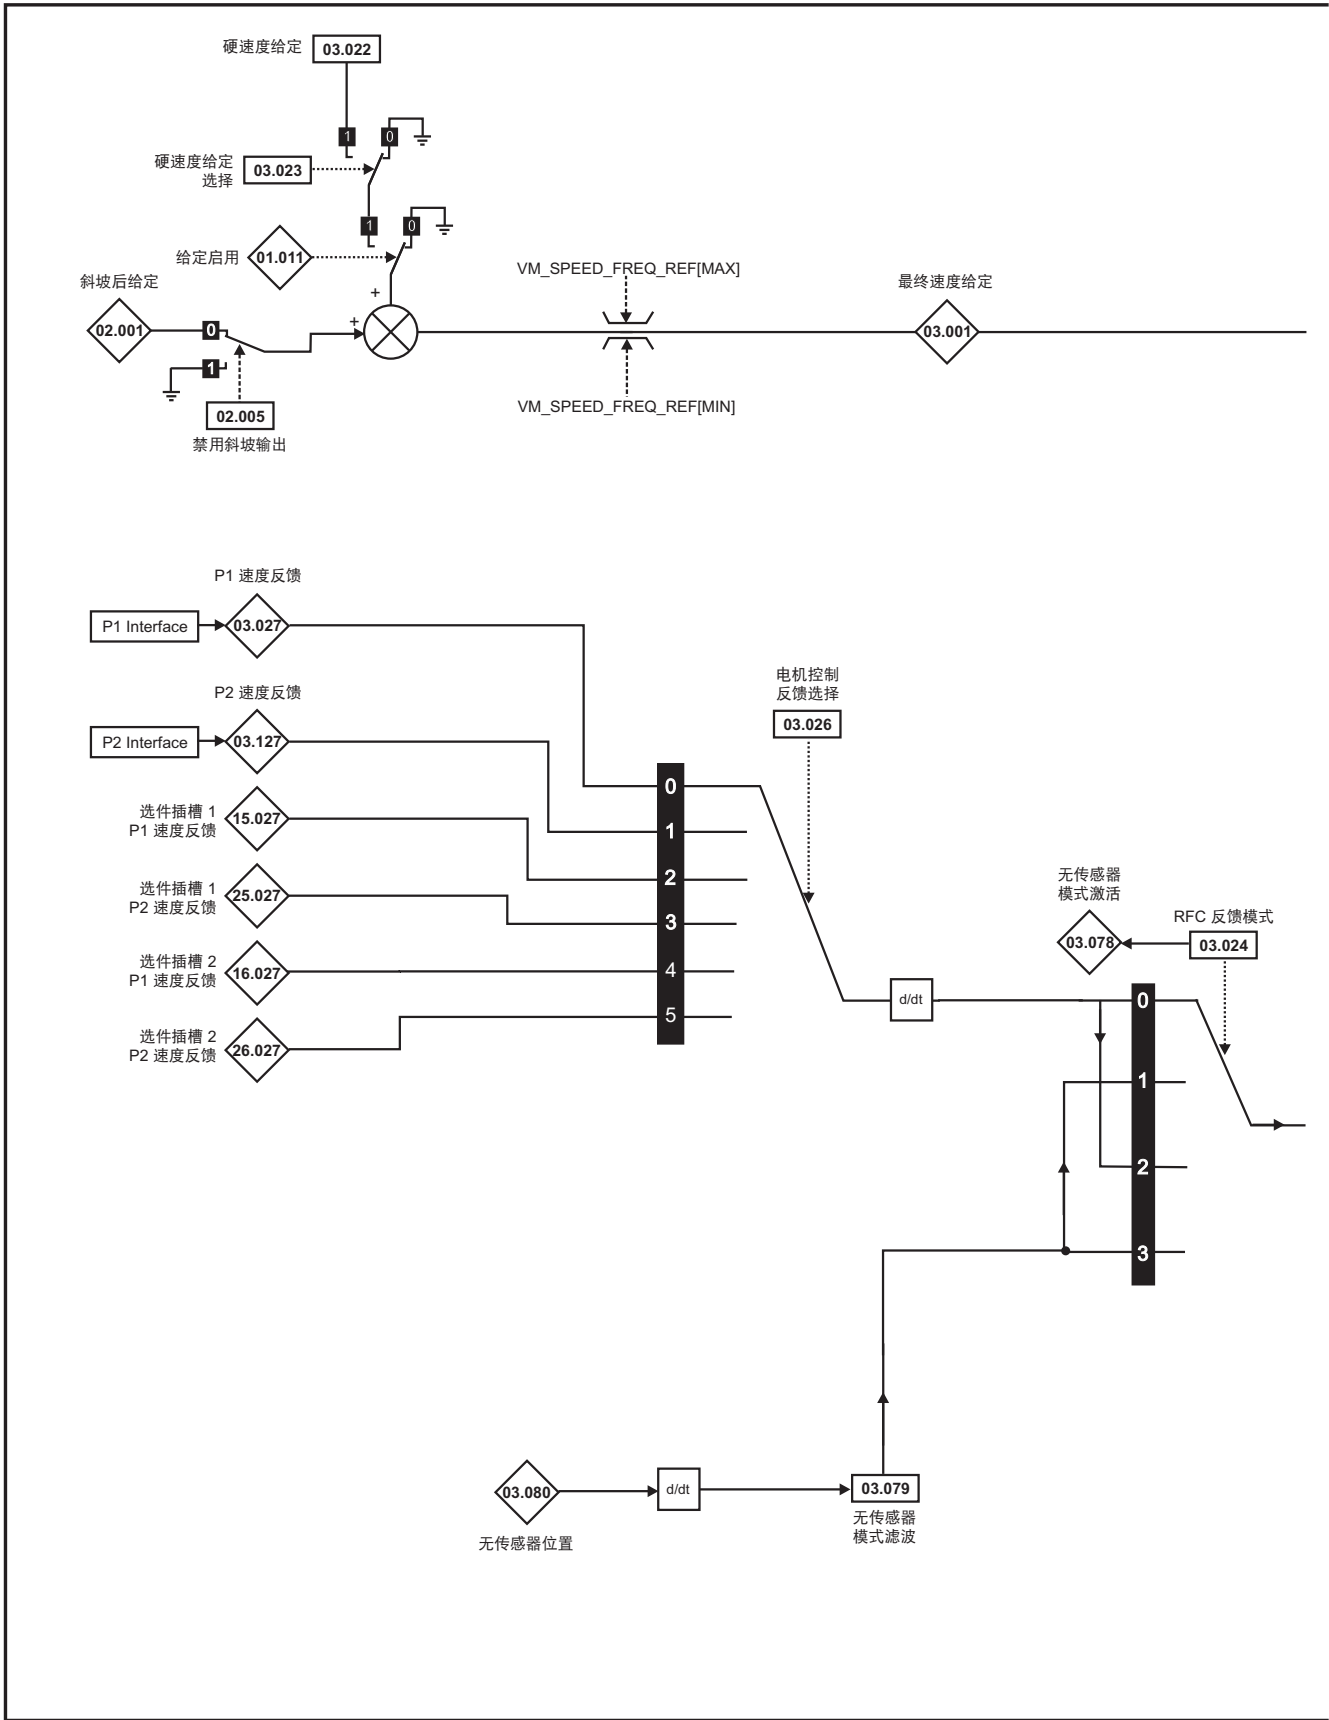 硬速度给定
03.022
1
0
硬速度给定
选择
03.023
1
0
给定启用
01.011
VM_SPEED_FREQ_REF[MAX]
斜坡后给定
最终速度给定
+
+
02.001
0
03.001
1
02.005
VM_SPEED_FREQ_REF[MIN]
禁用斜坡输出
P1 速度反馈
P1 Interface
03.027
P2 速度反馈
电机控制
反馈选择
03.026
P2 Interface
03.127
0
选件插槽 1
P1 速度反馈
15.027
1
2
选件插槽 1
P2 速度反馈
25.027
3
无传感器
模式激活
RFC 反馈模式
03.078
03.024
选件插槽 2
P1 速度反馈
16.027
4
d/dt
0
5
选件插槽 2
P2 速度反馈
26.027
1
2
3
03.080
d/dt
03.079
无传感器
模式滤波
无传感器位置